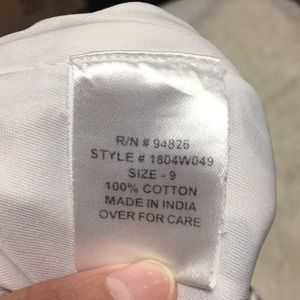 R/N # 94826
STYLE # 1804W049
SIZE - 9
100% COTTON
MADE IN INDIA
OVER FOR CARE